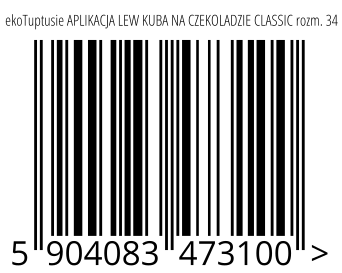 ekoTuptusie APLIKACJA LEW KUBA NA CZEKOLADZIE CLASSIC rozm. 34
5 904083 473100 >